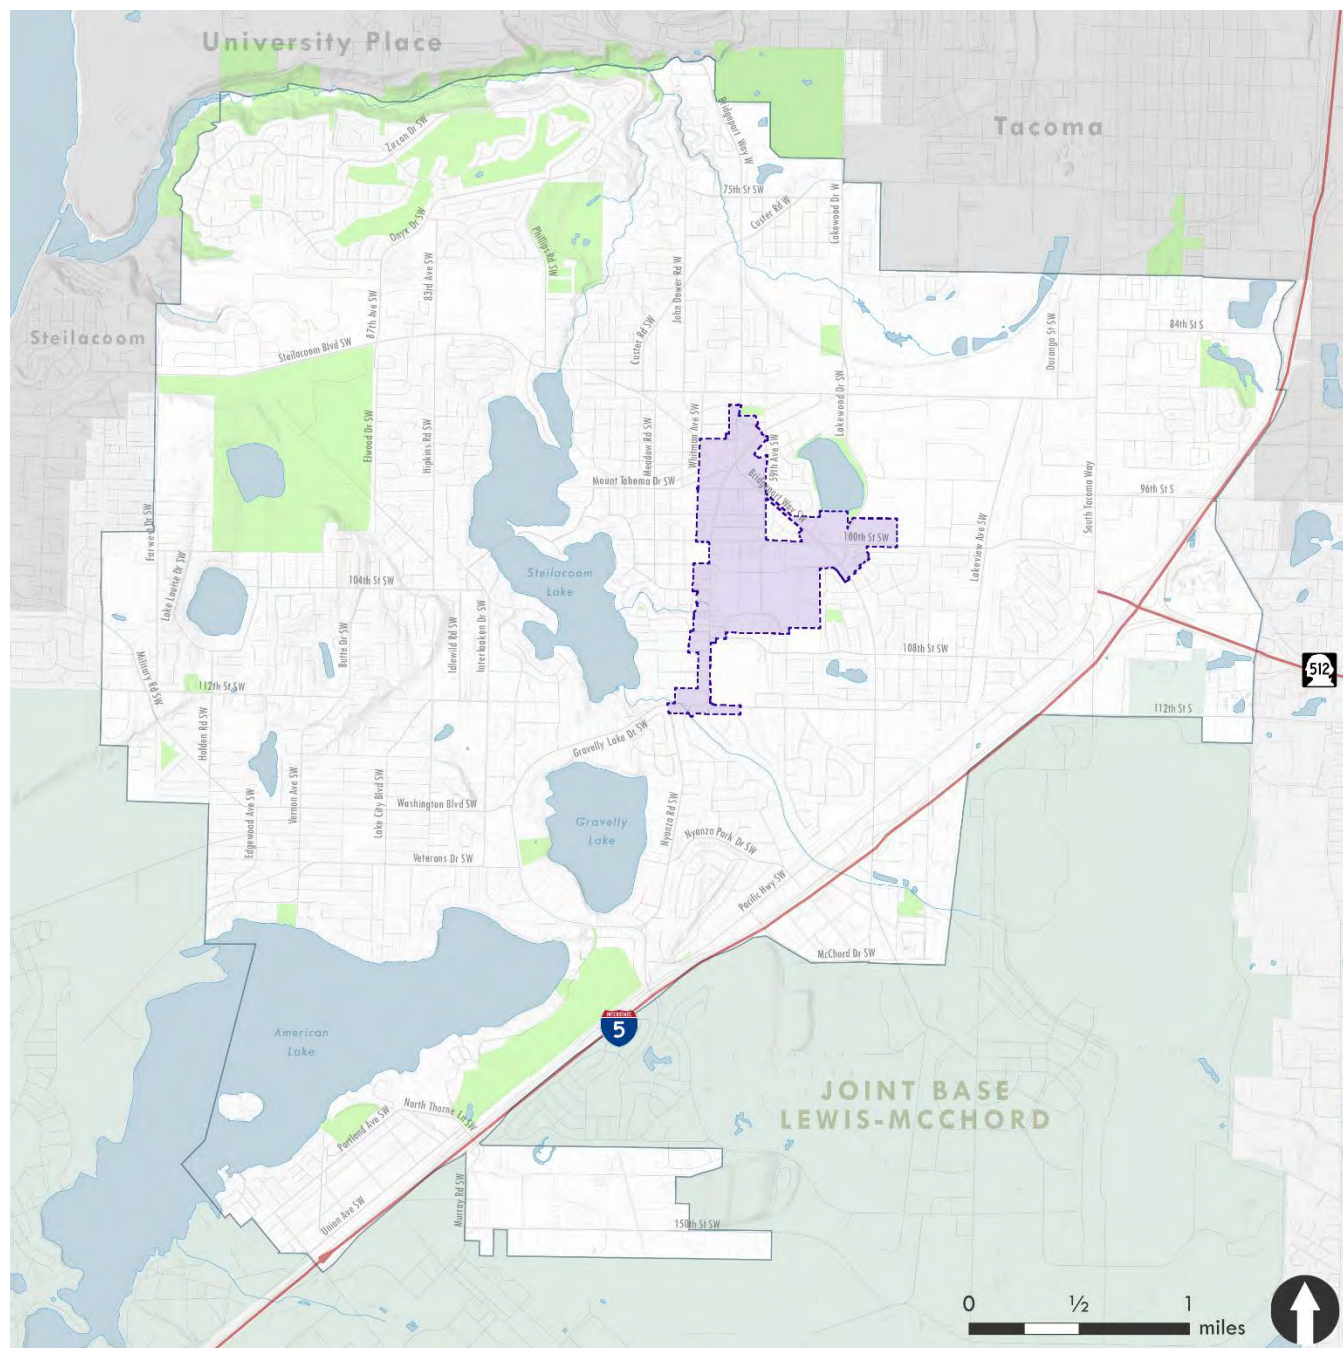 University Place
Tacoma
Bridgeport Way W
Zircon Dr SW
75th St SW
Custer Rd W
Lakewood Dr W
Onyx Dr SW
Phillips Rd SW
83rd Ave SW
John Dower Rd W
87th Ave SW
Steilacoom
Steilacoom Blvd SW
Custer Rd SW
Durango St SW
84th St S
Elwood Dr SW
Hipkins Rd SW
Meadow Rd SW
Whitman Ave SW
59th Ave SW
Lakewood Dr SW
Mount Tahoma Dr SW
Bridgeport Way SW
South Tacoma Way
96th St S
Farwest Dr SW
Lake Louise Dr SW
100th St SW
Lakeview Ave SW
104th St SW
Steilacoom
Lake
Butte Dr SW
Idlewild Rd SW
Interlaaken Dr SW
108th St SW
Military Rd SW
512
112th St SW
112th St S
Holden Rd SW
Gravelly Lake Dr SW
Edgewood Ave SW
Vernon Ave SW
Lake City Blvd SW
Washington Blvd SW
Gravelly
Lake
Nyanza Rd SW
Nyanza Park Dr SW
Veterans Dr SW
Pacific Hwy SW
McChord Dr SW
American
Lake
INTERSTATE
5
JOINT BASE
LEWIS-MCCHORD
North Thorne Ln SW
Portland Ave SW
Union Ave SW
Murray Rd SW
150th St SW
0 ½ 1
miles